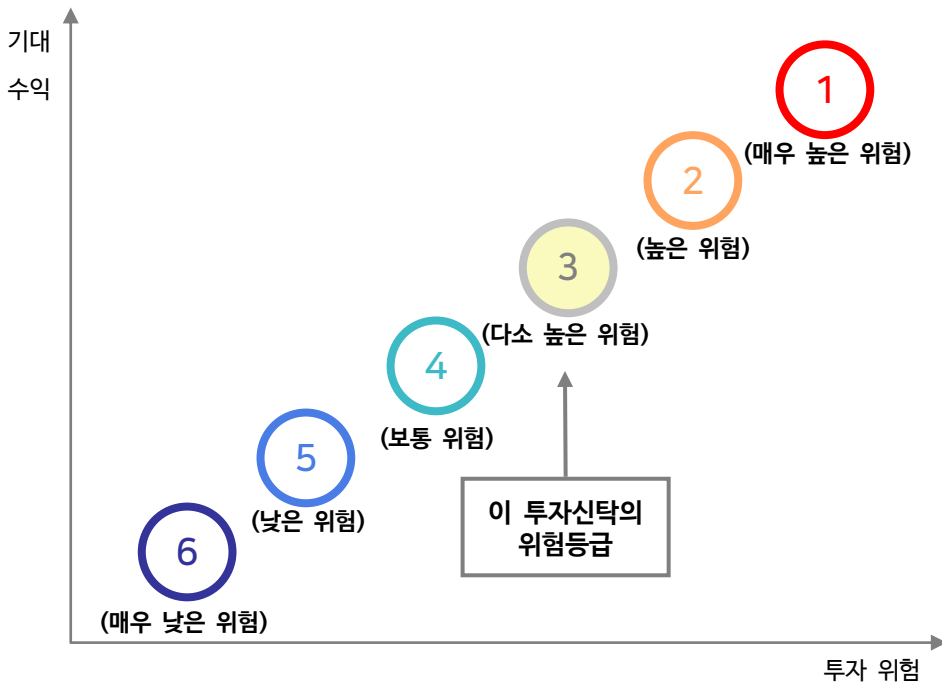 기대
수익
1
(매우 높은 위험)
2
(높은 위험)
3
(다소 높은 위험)
4
(보통 위험)
5
(낮은 위험)
이 투자신탁의
위험등급
6
(매우 낮은 위험)
투자 위험